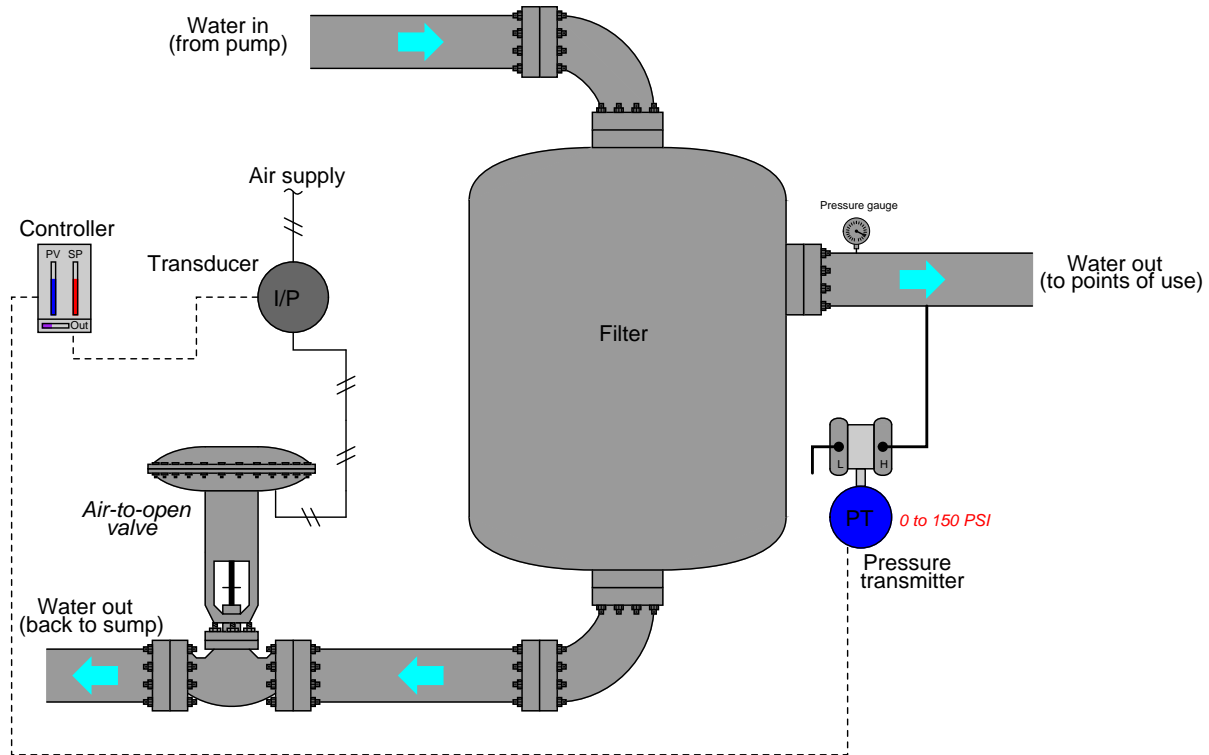 Water in
(from pump)
Air supply
Controller
PV SP
Out
Transducer
I/P
Filter
Pressure gauge
Water out
(to points of use)
L
H
PT
0 to 150 PSI
Pressure
transmitter
Air-to-open
valve
Water out
(back to sump)